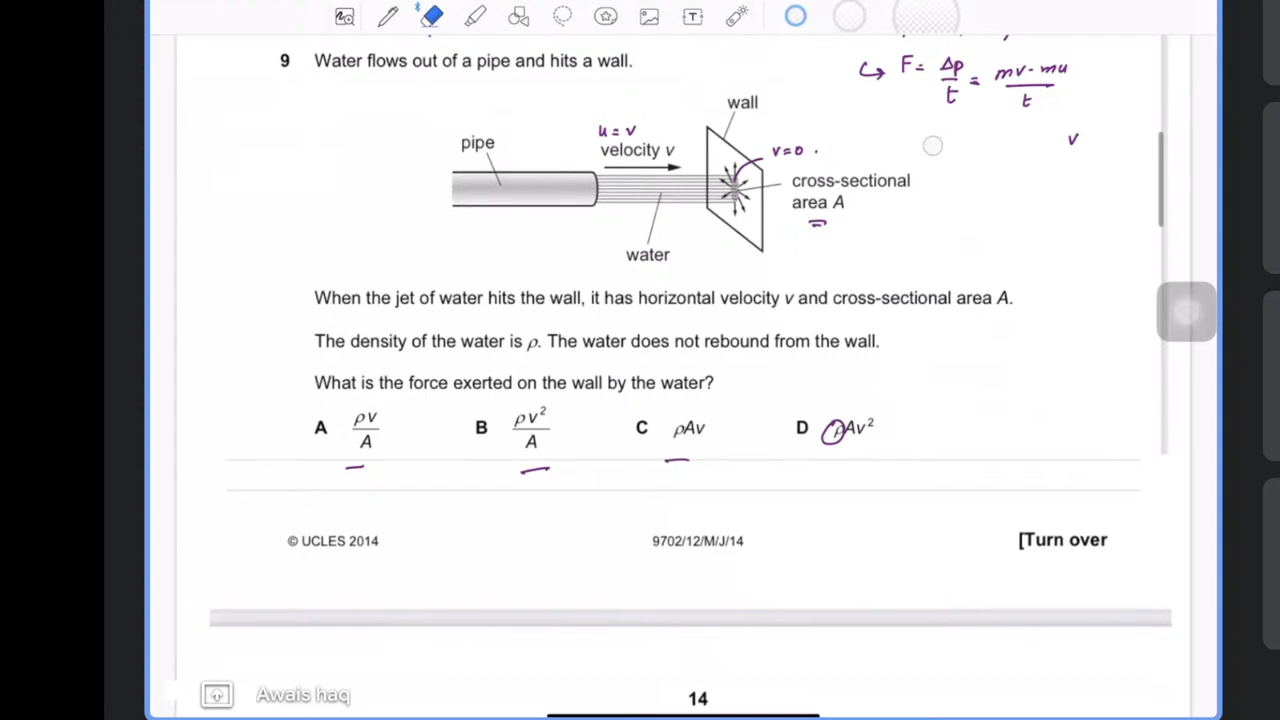 9 Water flows out of a pipe and hits a wall.
F = Δp/t = mv - mu/t
wall
u = v
pipe
velocity v
v=0 .
v
cross-sectional
area A
water
When the jet of water hits the wall, it has horizontal velocity v and cross-sectional area A.
The density of the water is ρ. The water does not rebound from the wall.
What is the force exerted on the wall by the water?
A ρv/A B ρv²/A C ρAv D ρAv²
© UCLES 2014 9702/12/M/J/14 [Turn over
Awais haq
14